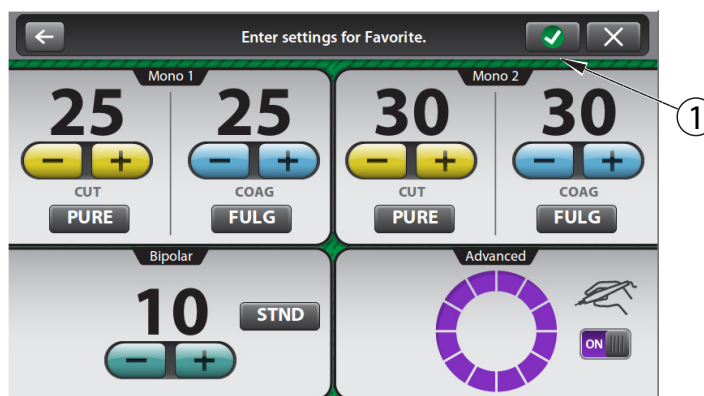 Enter settings for Favorite.
1
Mono 1
25
25
- +
- +
CUT
COAG
PURE
FULG
Mono 2
30
30
- +
- +
CUT
COAG
PURE
FULG
Bipolar
10
STND
- +
Advanced
ON